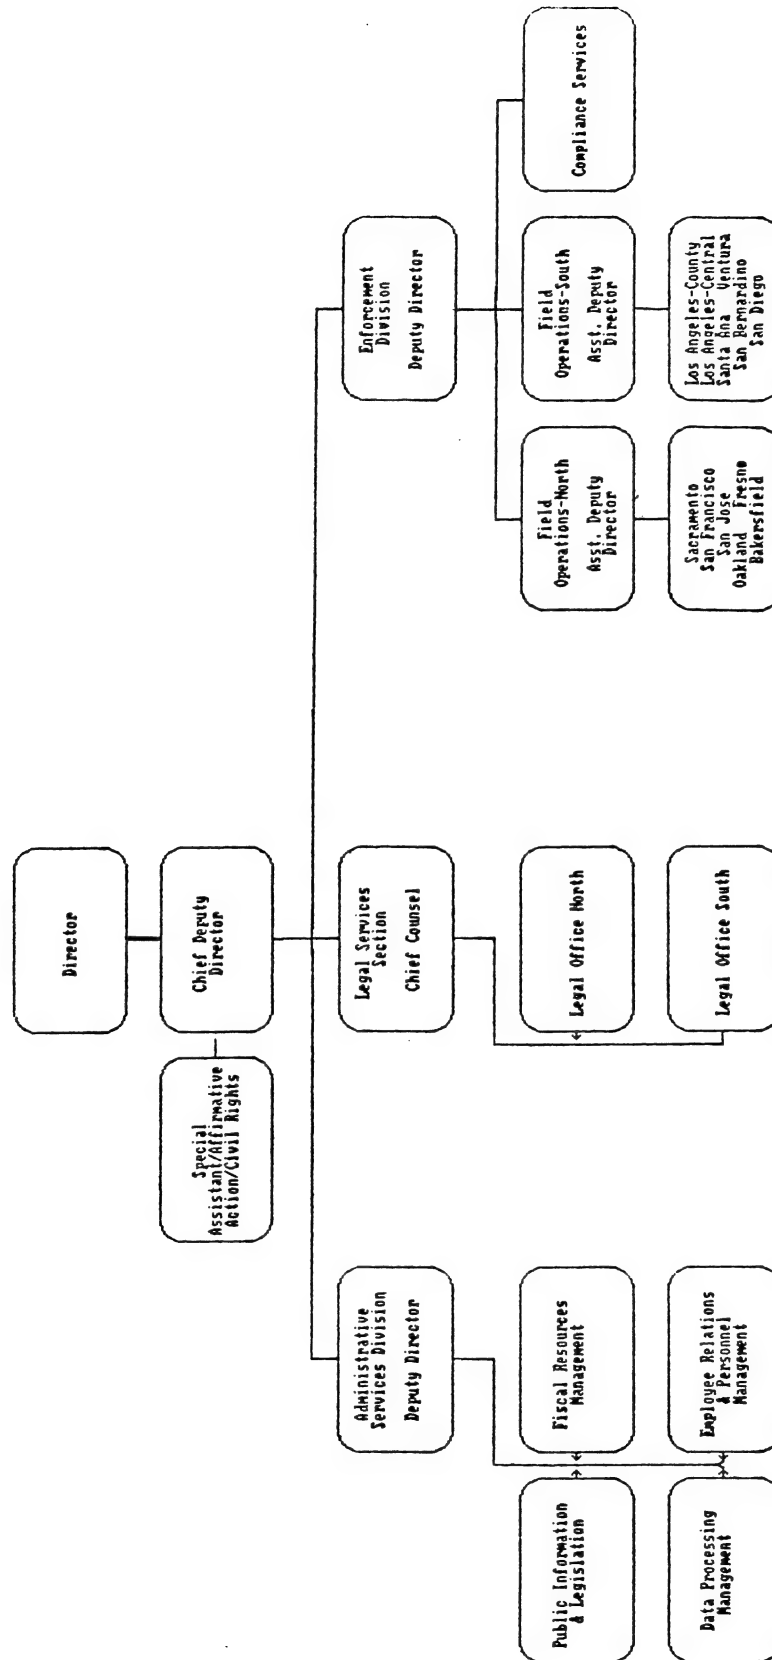 Director
Chief Deputy
Director
Special
Assistant/Affirmative
Action/Civil Rights
Administrative
Services Division
Deputy Director
Legal Services
Section
Chief Counsel
Enforcement
Division
Deputy Director
Public Information
& Legislation
Fiscal Resources
Management
Legal Office North
Field
Operations-North
Asst. Deputy
Director
Field
Operations-South
Asst. Deputy
Director
Compliance Services
Data Processing
Management
Employee Relations
& Personnel
Management
Legal Office South
Sacramento
San Francisco
San Jose
Oakland Fresno
Bakersfield
Los Angeles-County
Los Angeles-Central
Santa Ana Ventura
San Bernardino
San Diego